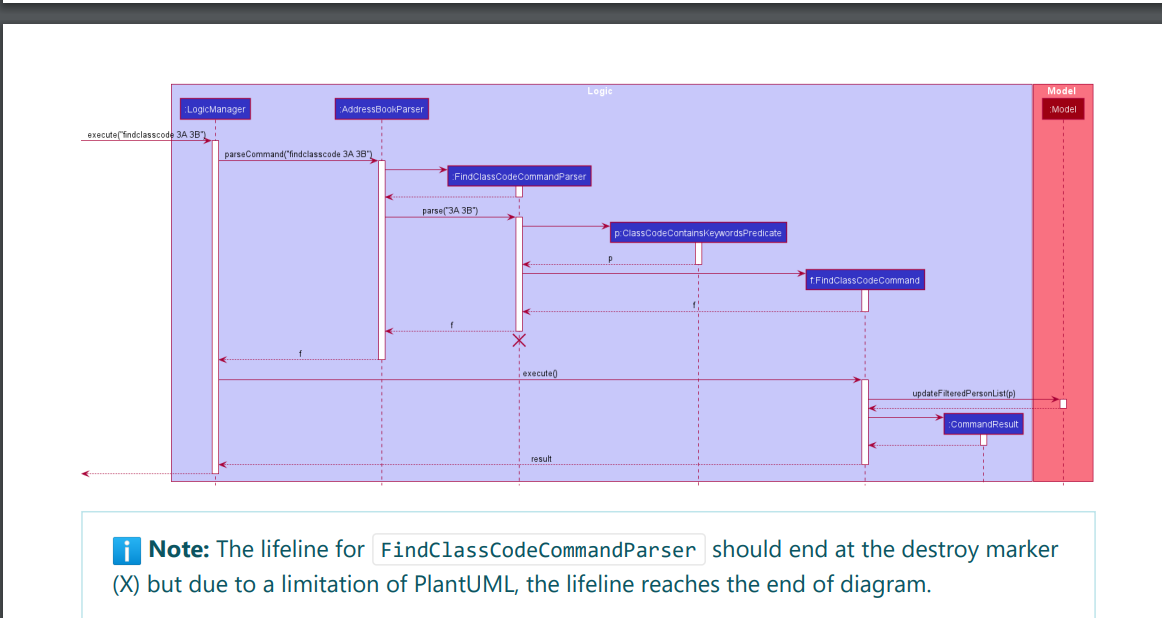 Logic
Model
:LogicManager
:AddressBookParser
:Model
execute("findclasscode 3A 3B")
parseCommand("findclasscode 3A 3B")
:FindClassCodeCommandParser
parse("3A 3B")
p:ClassCodeContainsKeywordsPredicate
p
f:FindClassCodeCommand
f
f
f
execute()
updateFilteredPersonList(p)
:CommandResult
result
i Note: The lifeline for FindClassCodeCommandParser should end at the destroy marker
(X) but due to a limitation of PlantUML, the lifeline reaches the end of diagram.